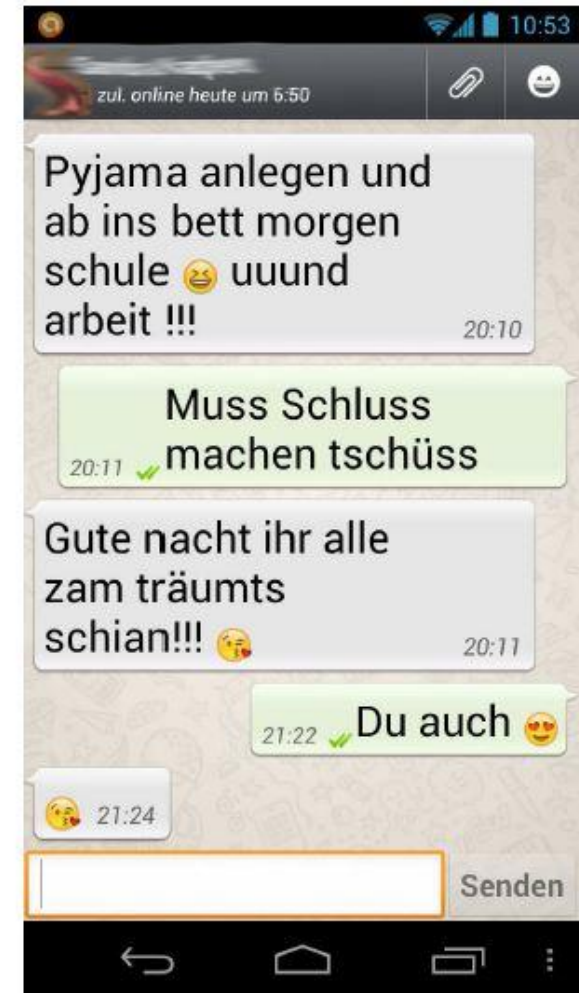 10:53
zul. online heute um 6:50
Pyjama anlegen und
ab ins bett morgen
schule 😆 uuund
arbeit !!!
20:10
Muss Schluss
machen tschüss
20:11
Gute nacht ihr alle
zam träumts
schian!!! 😘
20:11
Du auch 😍
21:22
😘 21:24
Senden